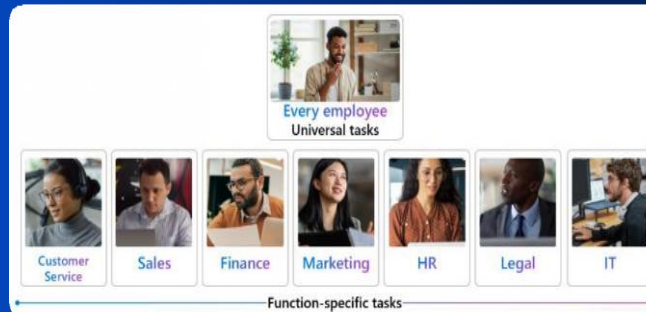 Every employee
Universal tasks
Customer
Service
Sales
Finance
Marketing
HR
Legal
IT
Function-specific tasks